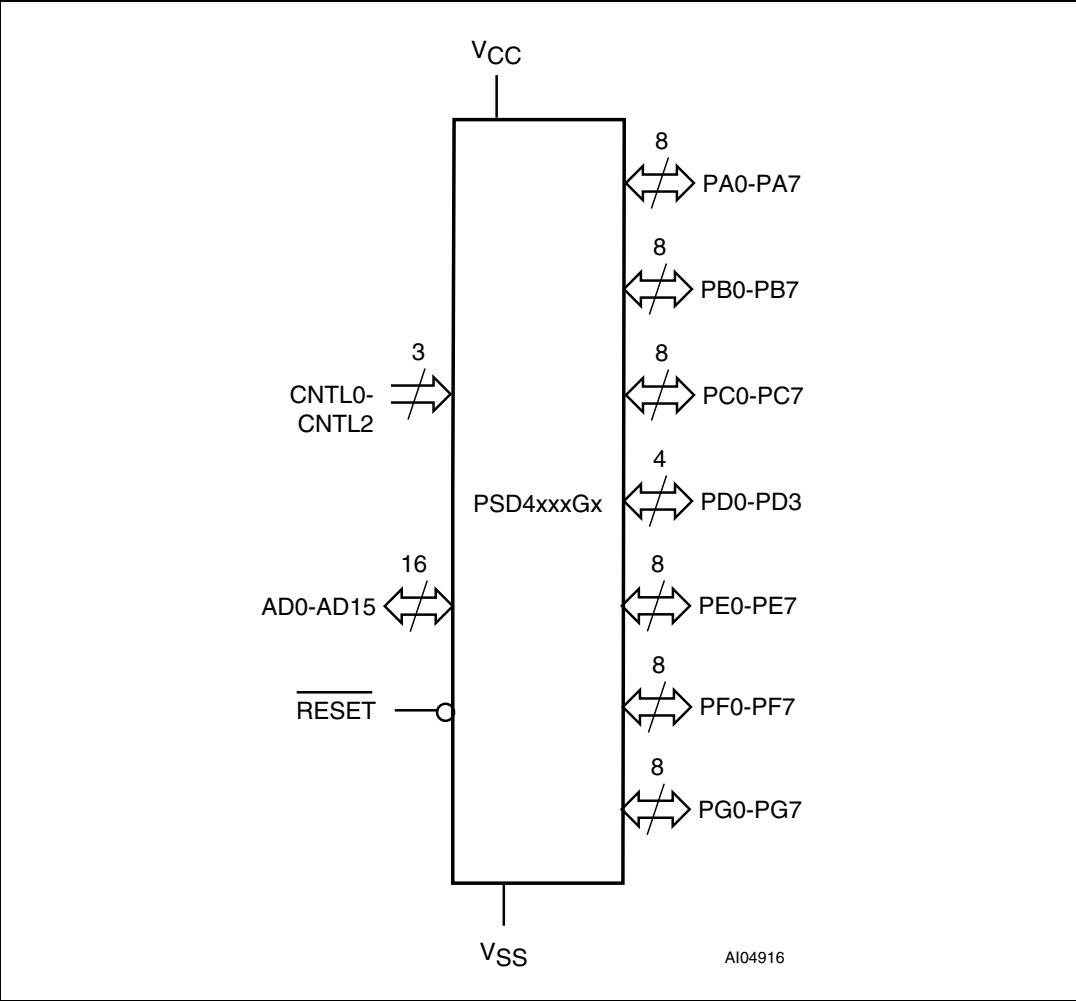 VCC
8
PA0-PA7
8
PB0-PB7
3
CNTL0-
CNTL2
8
PC0-PC7
4
PD0-PD3
PSD4xxxGx
16
AD0-AD15
8
PE0-PE7
8
PF0-PF7
RESET
8
PG0-PG7
VSS
AI04916